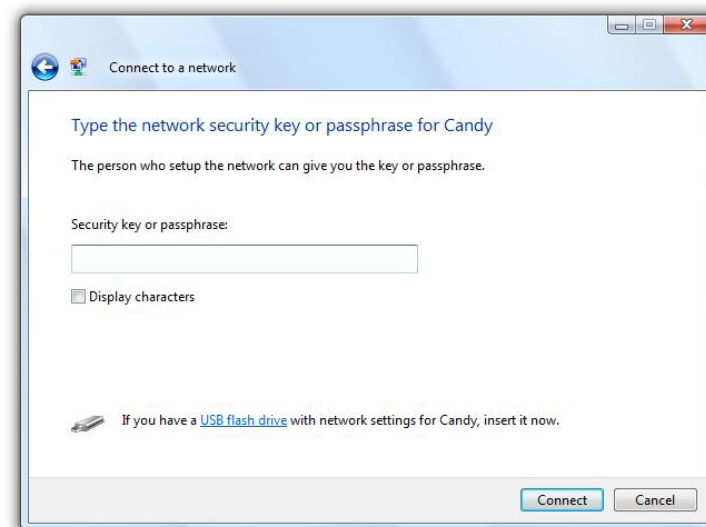 Connect to a network
Type the network security key or passphrase for Candy
The person who setup the network can give you the key or passphrase.
Security key or passphrase:
Display characters
If you have a USB flash drive with network settings for Candy, insert it now.
Connect Cancel